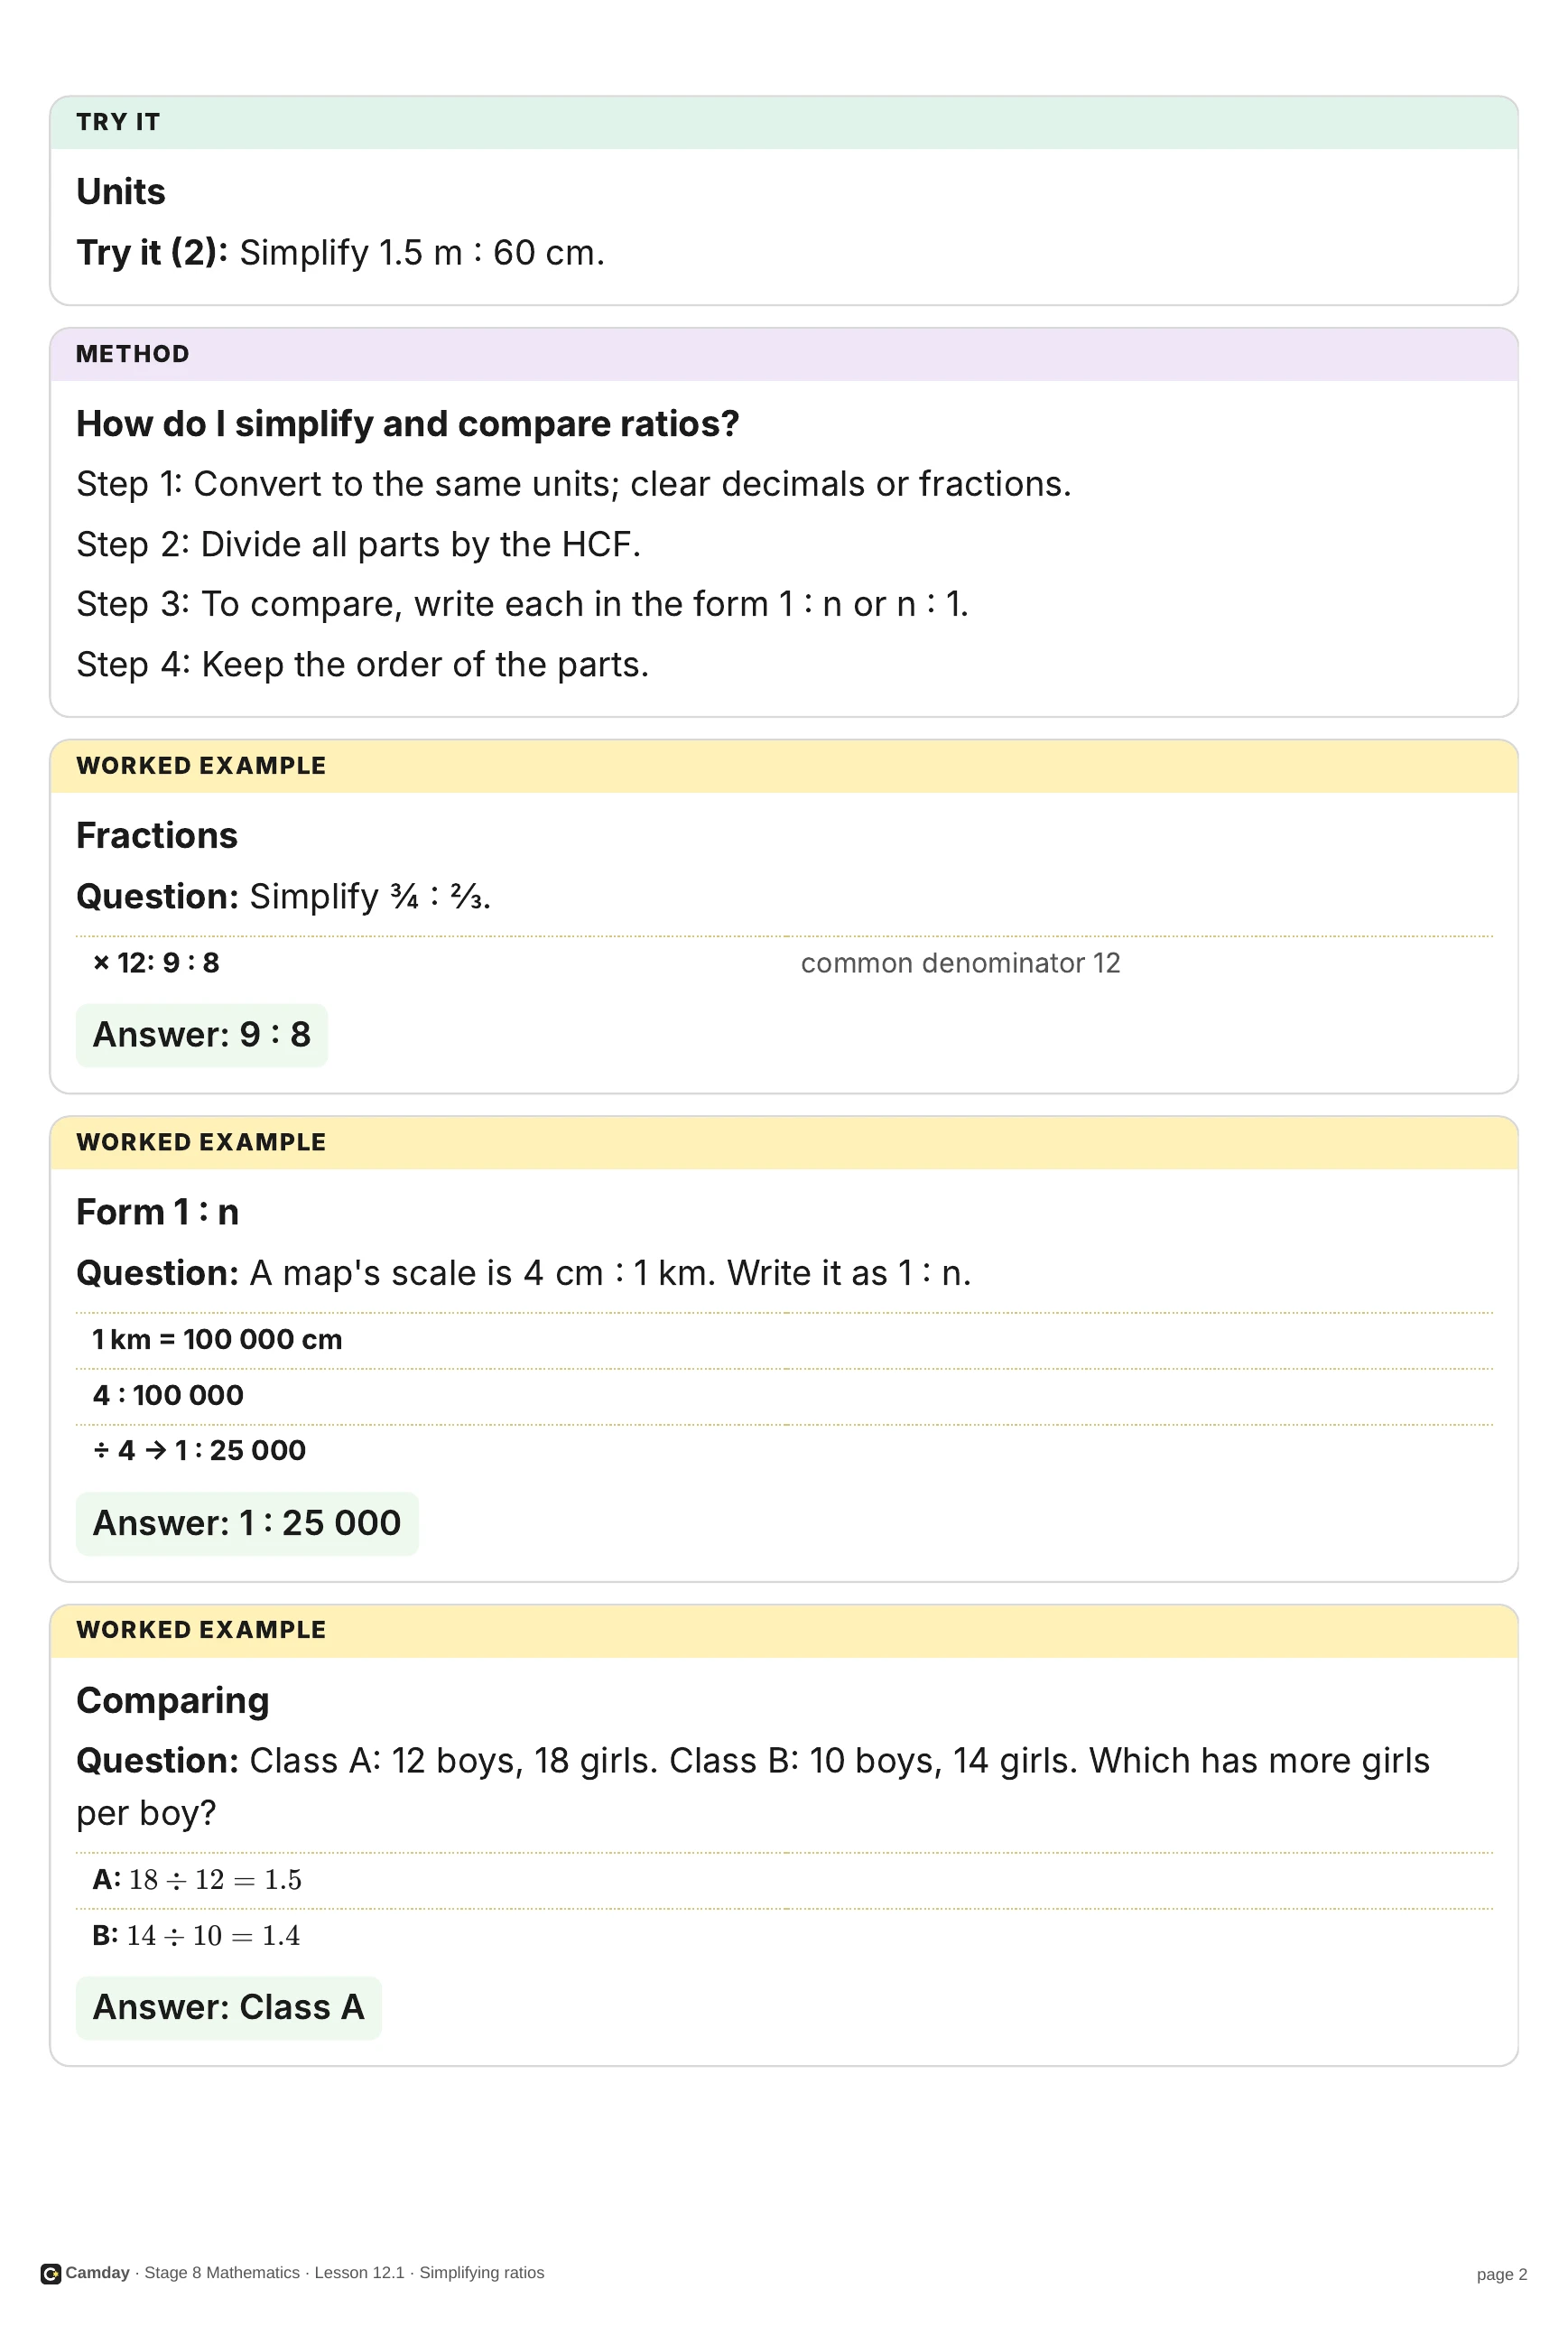 TRY IT
Units
Try it (2): Simplify 1.5 m : 60 cm.
METHOD
How do I simplify and compare ratios?
Step 1: Convert to the same units; clear decimals or fractions.
Step 2: Divide all parts by the HCF.
Step 3: To compare, write each in the form 1 : n or n : 1.
Step 4: Keep the order of the parts.
WORKED EXAMPLE
Fractions
Question: Simplify ¾ : ⅔.
× 12: 9 : 8 common denominator 12
Answer: 9 : 8
WORKED EXAMPLE
Form 1 : n
Question: A map's scale is 4 cm : 1 km. Write it as 1 : n.
1 km = 100 000 cm
4 : 100 000
÷ 4 → 1 : 25 000
Answer: 1 : 25 000
WORKED EXAMPLE
Comparing
Question: Class A: 12 boys, 18 girls. Class B: 10 boys, 14 girls. Which has more girls
per boy?
A: 18 ÷ 12 = 1.5
B: 14 ÷ 10 = 1.4
Answer: Class A
Camday · Stage 8 Mathematics · Lesson 12.1 · Simplifying ratios page 2